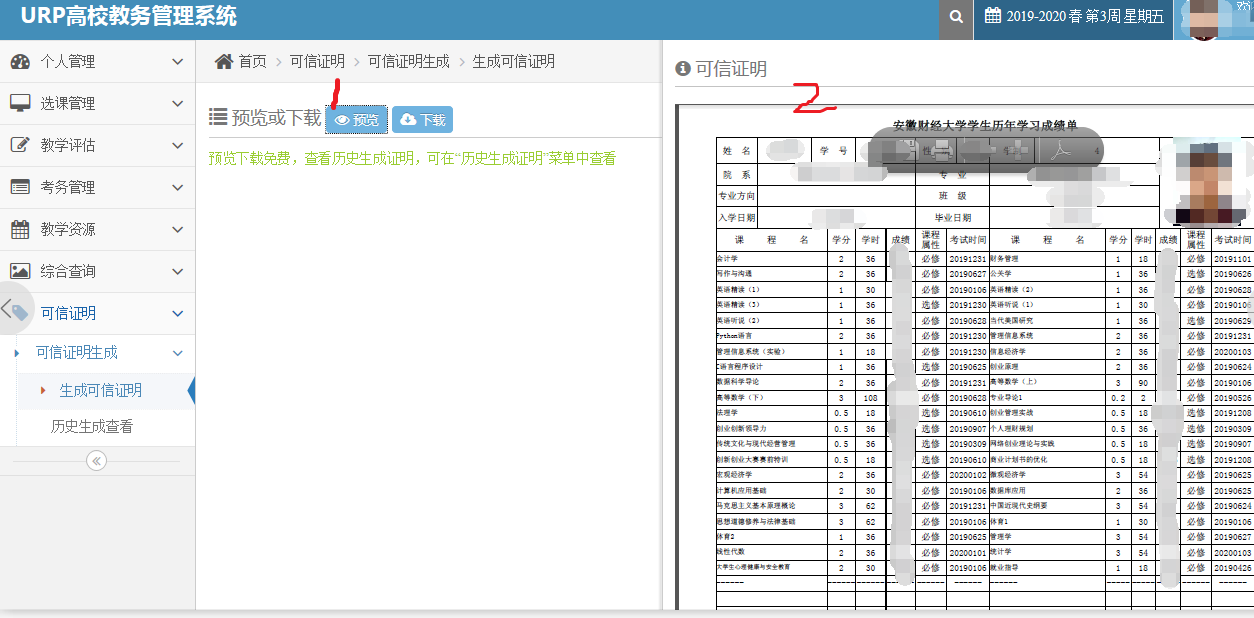 URP高校教务管理系统
2019-2020 春 第3周 星期五
欢
个人管理
选课管理
教学评估
考务管理
教学资源
综合查询
可信证明
可信证明生成
生成可信证明
历史生成查看
首页 可信证明 可信证明生成 生成可信证明
1
预览或下载 预览 下载
预览下载免费，查看历史生成证明，可在“历史生成证明”菜单中查看
可信证明
2
安徽财经大学学生历年学习成绩单
姓 名 学 号 性
院 系 专 业
专业方向 班 级
入学日期 毕业日期
课 程 名 学分 学时 成绩 课程属性 考试时间 课 程 名 学分 学时 成绩 课程属性 考试时间
会计学 2 36 必修 20191231 财务管理 1 18 必修 20191101
写作与沟通 2 36 必修 20190627 公关学 1 36 选修 20190626
英语精读（1） 1 30 必修 20190106 英语精读（2） 1 36 必修 20190628
英语精读（3） 1 36 选修 20191230 英语听说（1） 1 30 必修 20190106
英语听说（2） 1 36 必修 20190628 当代美国研究 1 36 选修 20190629
Python语言 2 36 必修 20191230 管理信息系统 2 36 必修 20191231
管理信息系统（实验） 1 18 必修 20191230 信息经济学 2 36 必修 20200103
C语言程序设计 1 36 选修 20190625 创业原理 2 36 必修 20190624
数据科学导论 2 36 必修 20191231 高等数学（上） 3 90 必修 20190106
高等数学（下） 3 108 必修 20190628 专业导论1 0.2 2 必修 20190526
法理学 0.5 18 选修 20190610 创业管理实战 0.5 18 选修 20191208
创业创新领导力 0.5 36 选修 20190907 个人理财规划 0.5 36 选修 20190309
传统文化与现代经营管理 0.5 36 选修 20190309 网络创业理论与实践 0.5 18 选修 20190907
创新创业大赛赛前特训 0.5 18 选修 20190610 商业计划书的优化 0.5 18 选修 20191208
宏观经济学 2 36 必修 20200102 微观经济学 3 54 必修 20190625
计算机应用基础 2 30 必修 20190106 数据库应用 2 36 必修 20190625
马克思主义基本原理概论 3 62 必修 20191231 中国近现代史纲要 3 54 必修 20190624
思想道德修养与法律基础 3 62 必修 20190106 体育1 1 30 必修 20190106
体育2 1 36 必修 20190625 管理学 3 54 必修 20190627
线性代数 2 36 必修 20200101 统计学 3 54 必修 20200103
大学生心理健康与安全教育 2 30 必修 20190106 就业指导 1 18 必修 20190426